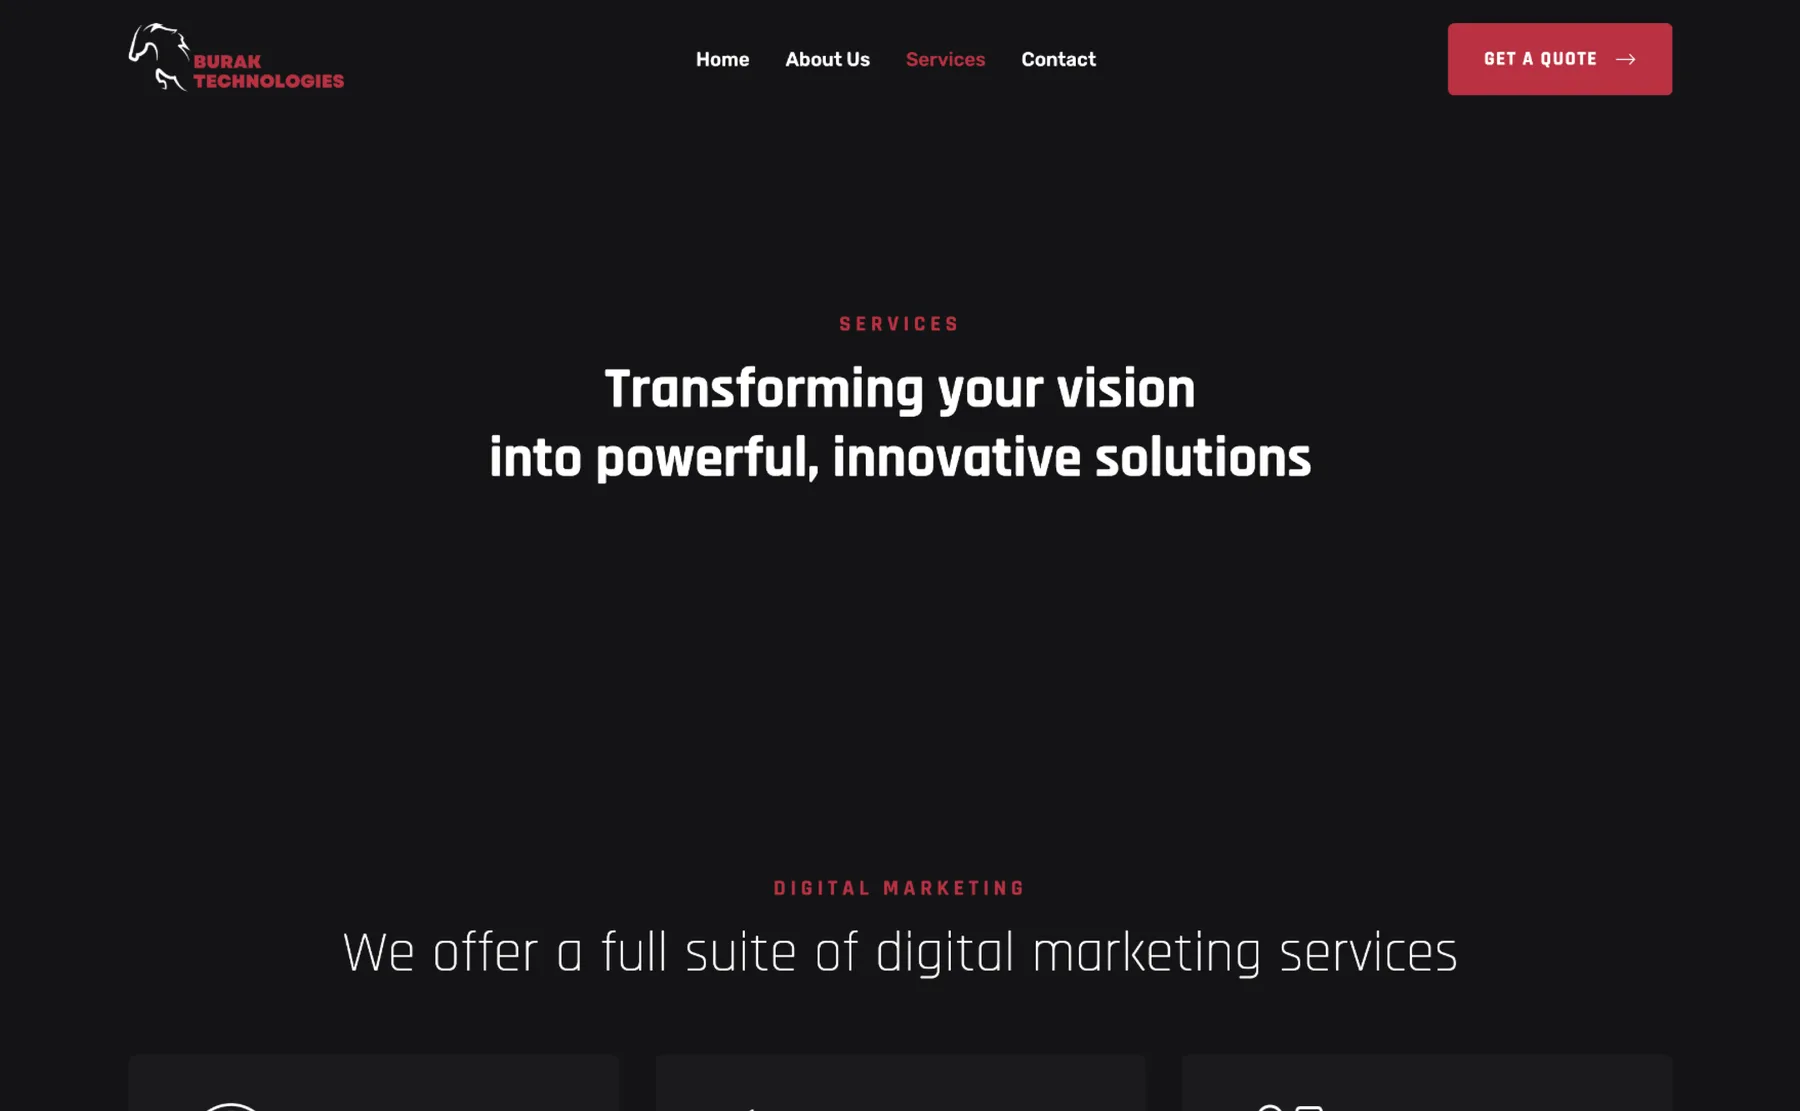 BURAK
TECHNOLOGIES
Home
About Us
Services
Contact
GET A QUOTE
SERVICES
Transforming your vision
into powerful, innovative solutions
DIGITAL MARKETING
We offer a full suite of digital marketing services